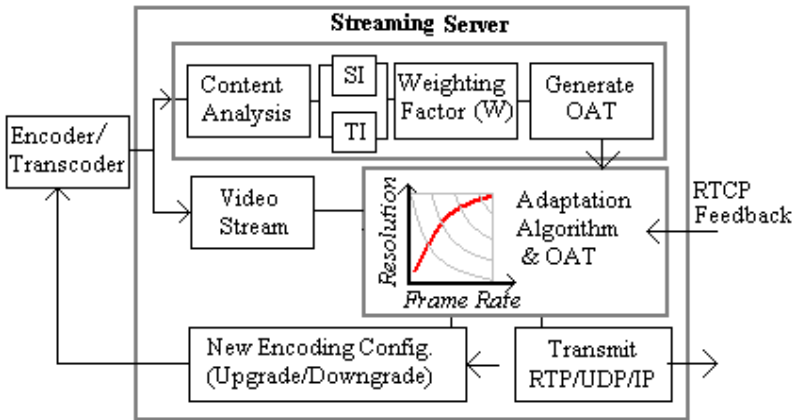 Streaming Server
Content
Analysis
SI
TI
Weighting
Factor (W)
Generate
OAT
Encoder/
Transcoder
Video
Stream
Resolution
Frame Rate
Adaptation
Algorithm
& OAT
RTCP
Feedback
New Encoding Config.
(Upgrade/Downgrade)
Transmit
RTP/UDP/IP